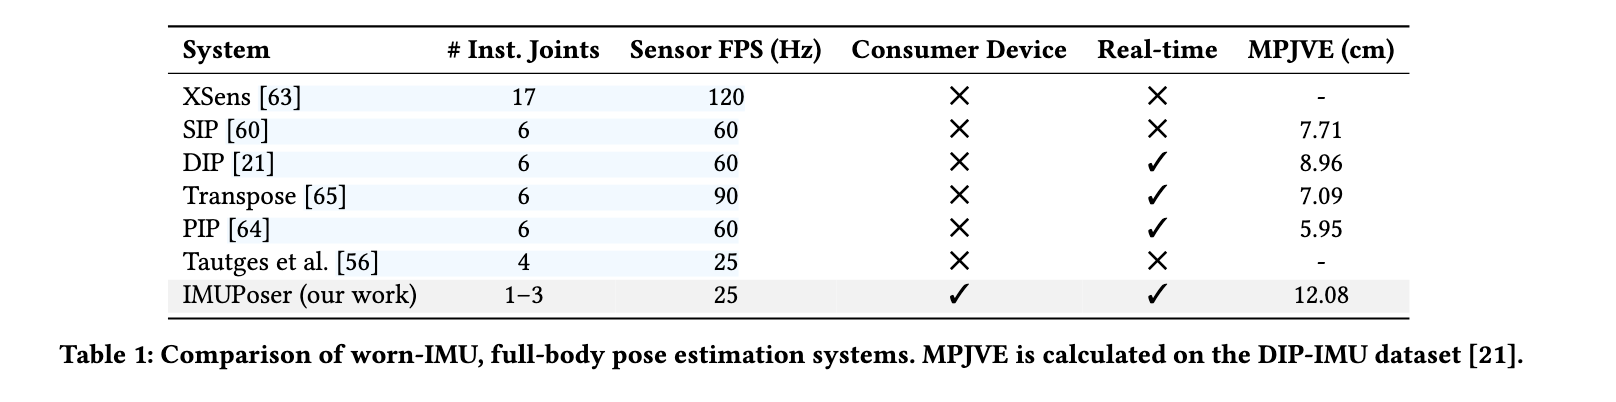 System # Inst. Joints Sensor FPS (Hz) Consumer Device Real-time MPJVE (cm)
XSens [63] 17 120 ✕ ✕ -
SIP [60] 6 60 ✕ ✕ 7.71
DIP [21] 6 60 ✕ ✓ 8.96
Transpose [65] 6 90 ✕ ✓ 7.09
PIP [64] 6 60 ✕ ✓ 5.95
Tautges et al. [56] 4 25 ✕ ✕ -
IMUPoser (our work) 1–3 25 ✓ ✓ 12.08
Table 1: Comparison of worn-IMU, full-body pose estimation systems. MPJVE is calculated on the DIP-IMU dataset [21].